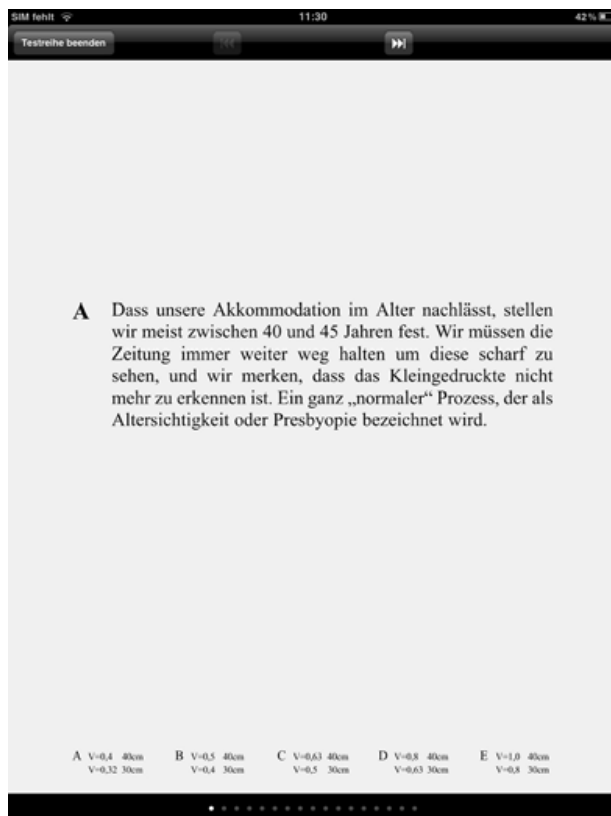 SIM fehlt 11:30 42 %
Testreihe beenden
A Dass unsere Akkommodation im Alter nachlässt, stellen
wir meist zwischen 40 und 45 Jahren fest. Wir müssen die
Zeitung immer weiter weg halten um diese scharf zu
sehen, und wir merken, dass das Kleingedruckte nicht
mehr zu erkennen ist. Ein ganz „normaler“ Prozess, der als
Altersichtigkeit oder Presbyopie bezeichnet wird.
A V=0,4 40cm B V=0,5 40cm C V=0,63 40cm D V=0,8 40cm E V=1,0 40cm
V=0,32 30cm V=0,4 30cm V=0,5 30cm V=0,63 30cm V=0,8 30cm